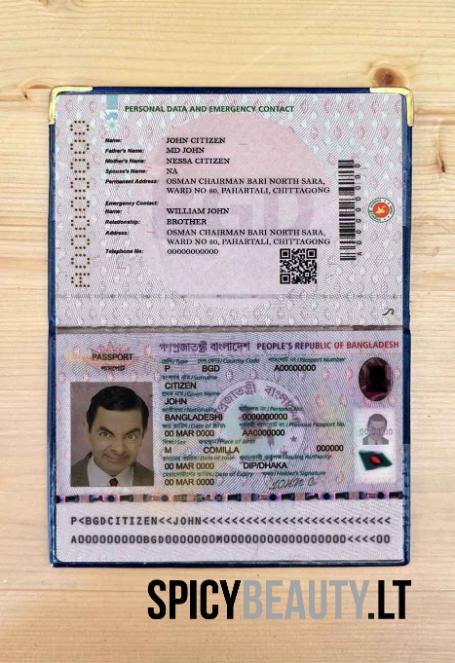 PERSONAL DATA AND EMERGENCY CONTACT
Name: JOHN CITIZEN
Father's Name: MD JOHN
Mother's Name: NESSA CITIZEN
Spouse's Name: NA
Permanent Address: OSMAN CHAIRMAN BARI NORTH SARA,
WARD NO 80, PAHARTALI, CHITTAGONG
Emergency Contact:
Name: WILLIAM JOHN
Relationship: BROTHER
Address: OSMAN CHAIRMAN BARI NORTH SARA,
WARD NO 80, PAHARTALI, CHITTAGONG
Telephone No: 00000000000
গণপ্রজাতন্ত্রী বাংলাদেশ PEOPLE'S REPUBLIC OF BANGLADESH
PASSPORT
পাসপোর্ট
Country Code Passport Number
P BGD A00000000
Surname
CITIZEN
Given Name
JOHN
Nationality Personal No.
BANGLADESHI 0000000000
Date of Birth Previous Passport No.
00 MAR 0000 AA0000000
Sex Place of Birth
M COMILLA 000000
Date of Issue Issuing Authority
00 MAR 0000 DIP/DHAKA
Date of Expiry Holder's Signature
00 MAR 0000
P<BGDCITIZEN<<JOHN<<<<<<<<<<<<<<<<<<<<<<<<<<
A000000000BGD0000000M0000000000000000<<<<00
SPICYBEAUTY.LT